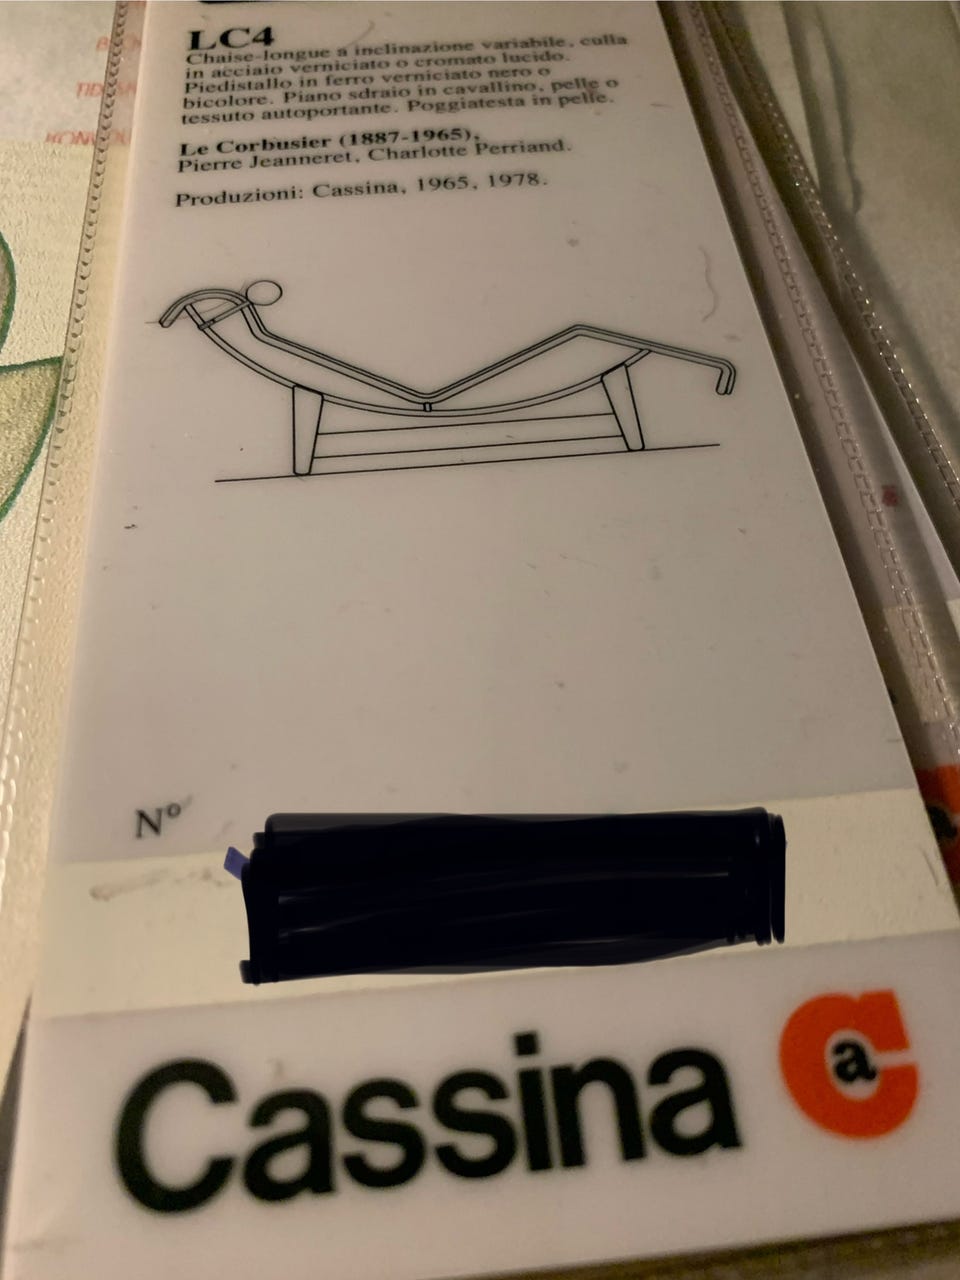 LC4
Chaise-longue a inclinazione variabile, culla
in acciaio verniciato o cromato lucido.
Piedistallo in ferro verniciato nero o
bicolore. Piano sdraio in cavallino, pelle o
tessuto autoportante. Poggiatesta in pelle.
Le Corbusier (1887-1965),
Pierre Jeanneret, Charlotte Perriand.
Produzioni: Cassina, 1965, 1978.
Nº
Cassina
Ca